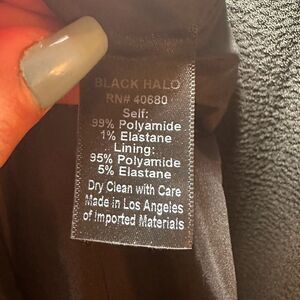 BLACK HALO
RN# 40680
Self:
99% Polyamide
1% Elastane
Lining:
95% Polyamide
5% Elastane
Dry Clean with Care
Made in Los Angeles
of Imported Materials